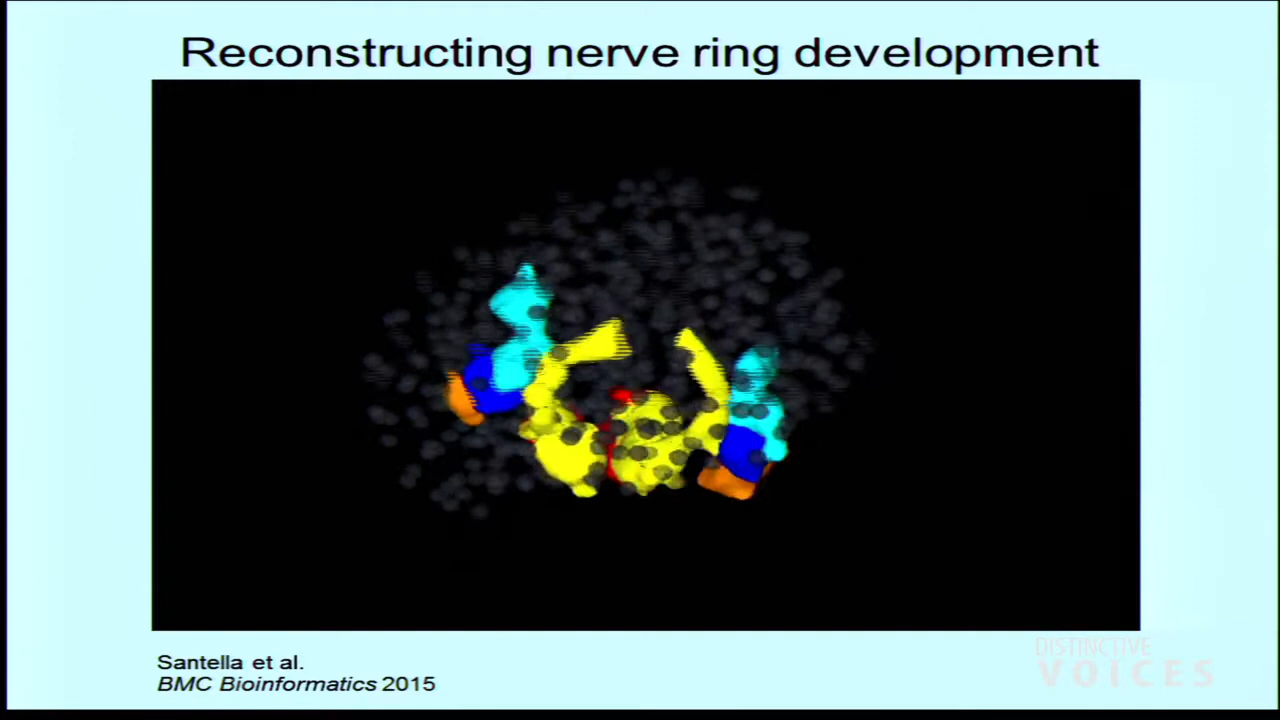 Reconstructing nerve ring development
Santella et al.
BMC Bioinformatics 2015
DISTINCTIVE
VOICES